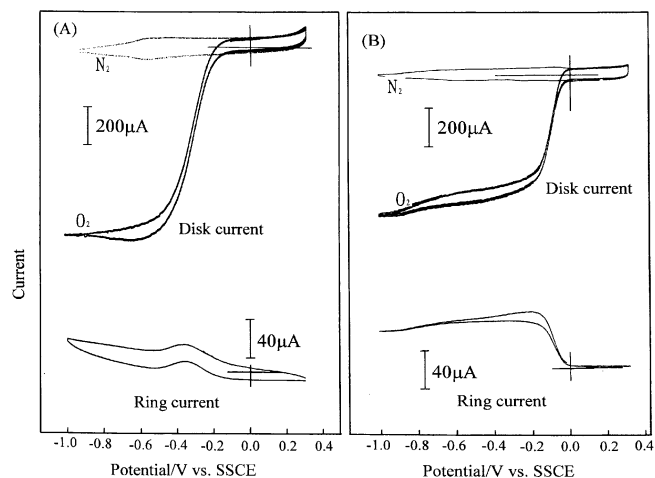 (A)
N2
200μA
O2
Disk current
40μA
Ring current
Current
-1.0 -0.8 -0.6 -0.4 -0.2 0.0 0.2 0.4
Potential/V vs. SSCE
(B)
N2
200μA
O2
Disk current
40μA
Ring current
-1.0 -0.8 -0.6 -0.4 -0.2 0.0 0.2 0.4
Potential/V vs. SSCE